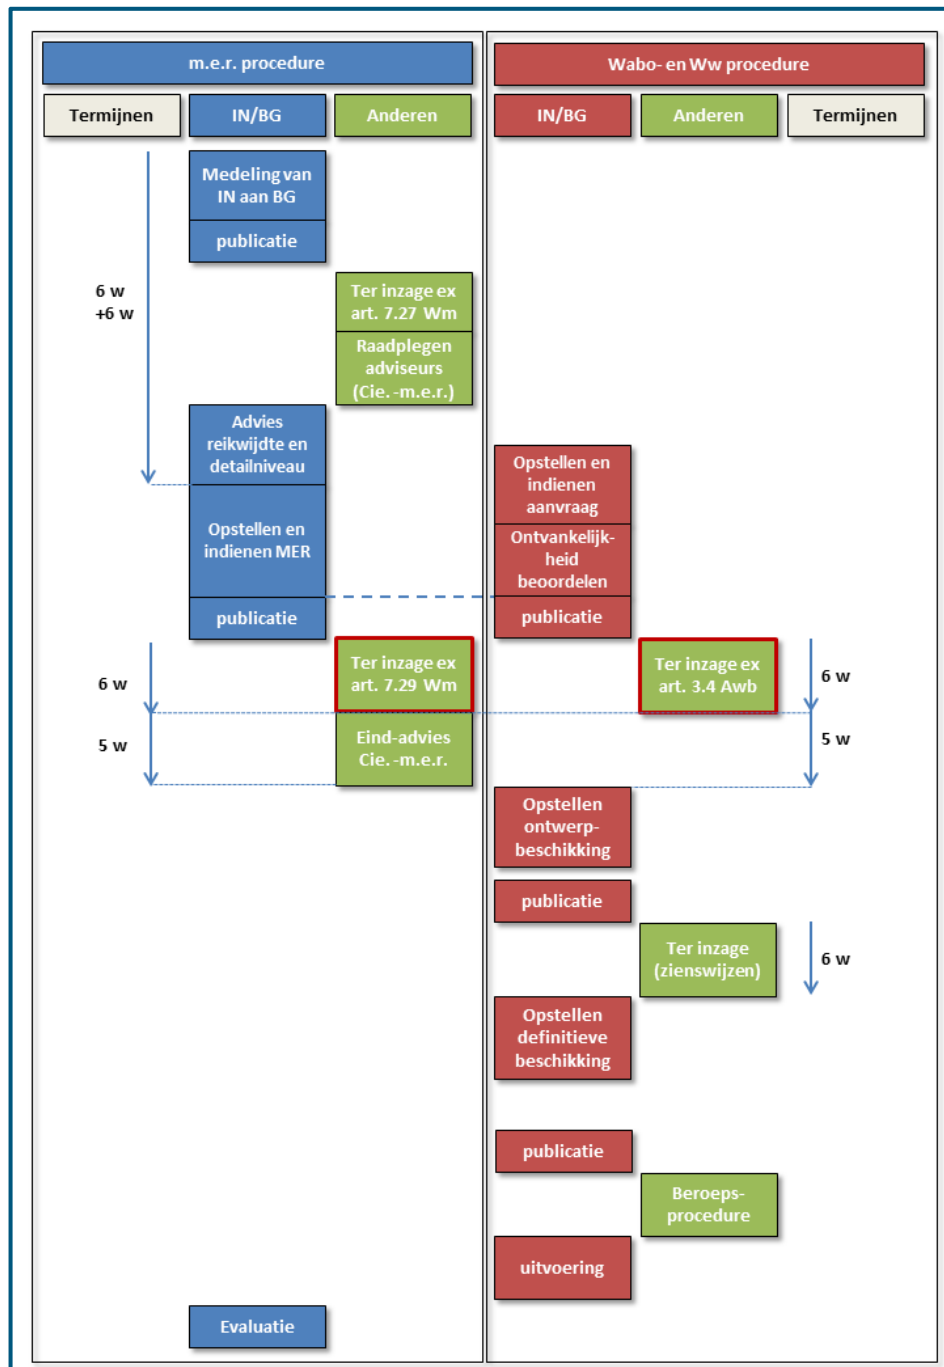 m.e.r. procedure
Wabo- en Ww procedure
Termijnen
IN/BG
Anderen
IN/BG
Anderen
Termijnen
Medeling van
IN aan BG
publicatie
6 w
+6 w
Ter inzage ex
art. 7.27 Wm
Raadplegen
adviseurs
(Cie. -m.e.r.)
Advies
reikwijdte en
detailniveau
Opstellen en
indienen
aanvraag
Opstellen en
indienen MER
Ontvankelijk-
heid
beoordelen
publicatie
publicatie
6 w
Ter inzage ex
art. 7.29 Wm
Ter inzage ex
art. 3.4 Awb
6 w
5 w
Eind-advies
Cie. -m.e.r.
5 w
Opstellen
ontwerp-
beschikking
publicatie
Ter inzage
(zienswijzen)
6 w
Opstellen
definitieve
beschikking
publicatie
Beroeps-
procedure
uitvoering
Evaluatie